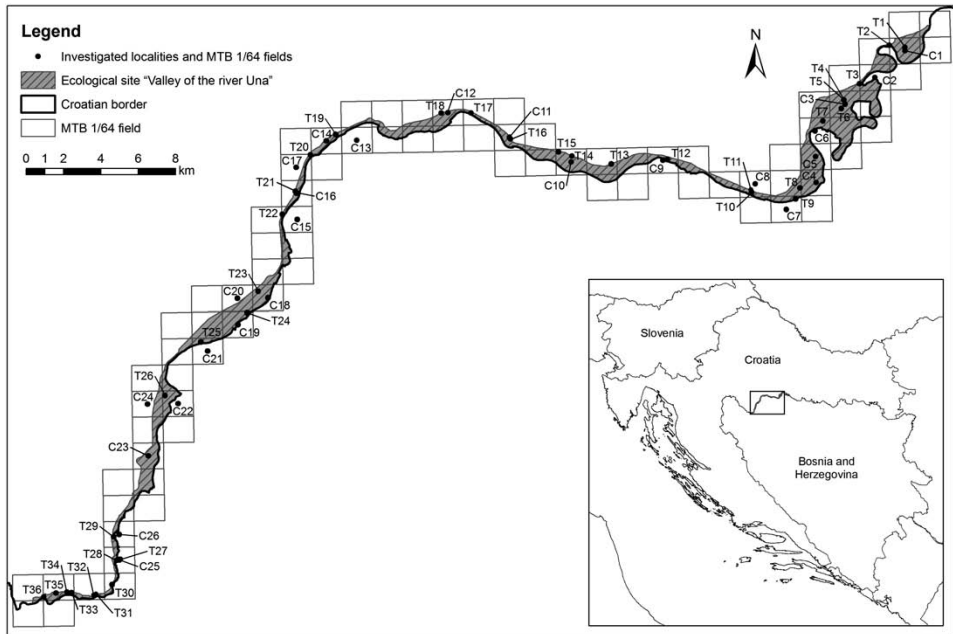 Legend
Investigated localities and MTB 1/64 fields
Ecological site “Valley of the river Una”
Croatian border
MTB 1/64 field
0 1 2 4 6 8
km
N
T1
T2
C1
T3
C2
T4
T5
C3
T6
T7
C6
C5
C4
T8
T9
C7
C8
T11
T10
T12
C9
T13
T14
C10
T15
T16
C11
T17
C12
T18
T19
C14
C13
T20
C17
T21
C16
T22
C15
T23
C20
C18
T24
C19
T25
C21
T26
C24
C22
C23
T29
C26
T28
T27
C25
T34
T32
T30
T35
T36
T33
T31
Slovenia
Croatia
Bosnia and
Herzegovina